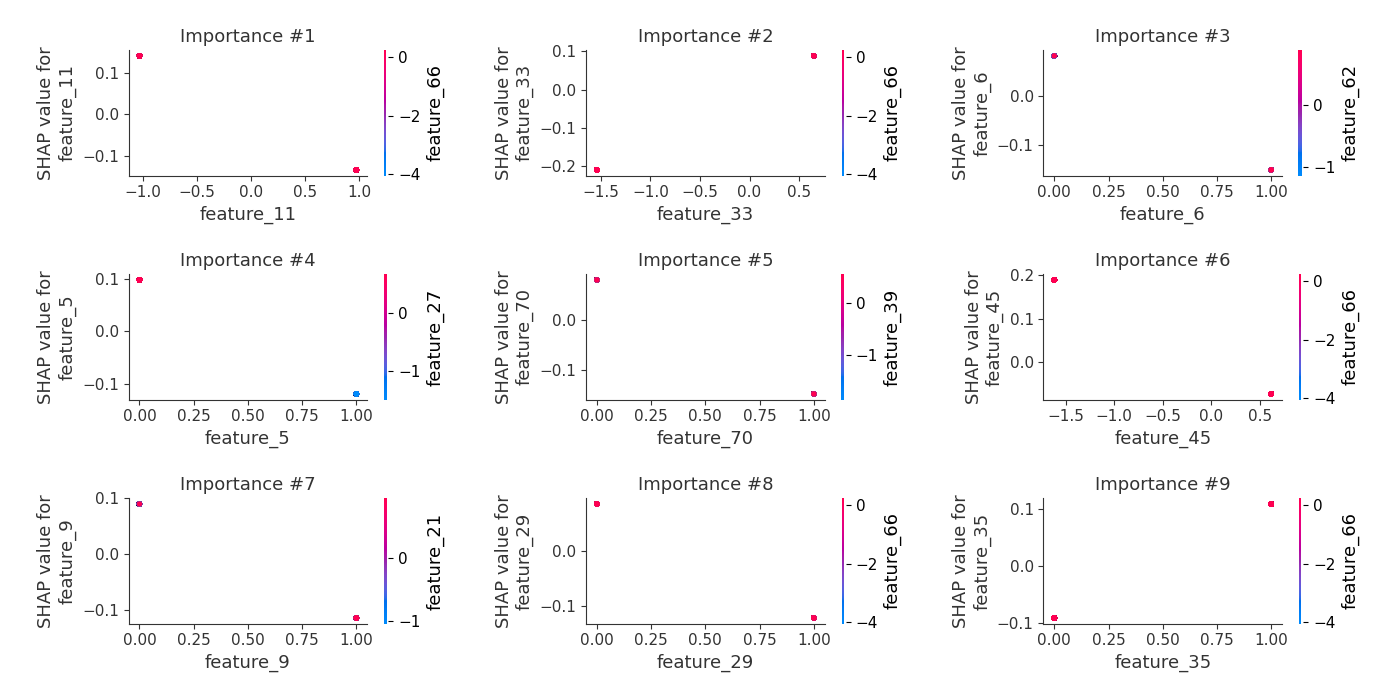 Importance #1
SHAP value for
feature_11
0.1
0.0
−0.1
−1.0 −0.5 0.0 0.5 1.0
feature_11
0
−2
−4
feature_66
Importance #2
SHAP value for
feature_33
0.1
0.0
−0.1
−0.2
−1.5 −1.0 −0.5 0.0 0.5
feature_33
0
−2
−4
feature_66
Importance #3
SHAP value for
feature_6
0.0
−0.1
0.00 0.25 0.50 0.75 1.00
feature_6
0
−1
feature_62
Importance #4
SHAP value for
feature_5
0.1
0.0
−0.1
0.00 0.25 0.50 0.75 1.00
feature_5
0
−1
feature_27
Importance #5
SHAP value for
feature_70
0.0
−0.1
0.00 0.25 0.50 0.75 1.00
feature_70
0
−1
feature_39
Importance #6
SHAP value for
feature_45
0.2
0.1
0.0
−1.5 −1.0 −0.5 0.0 0.5
feature_45
0
−2
−4
feature_66
Importance #7
SHAP value for
feature_9
0.1
0.0
−0.1
0.00 0.25 0.50 0.75 1.00
feature_9
0
−1
feature_21
Importance #8
SHAP value for
feature_29
0.0
−0.1
0.00 0.25 0.50 0.75 1.00
feature_29
0
−2
−4
feature_66
Importance #9
SHAP value for
feature_35
0.1
0.0
−0.1
0.00 0.25 0.50 0.75 1.00
feature_35
0
−2
−4
feature_66